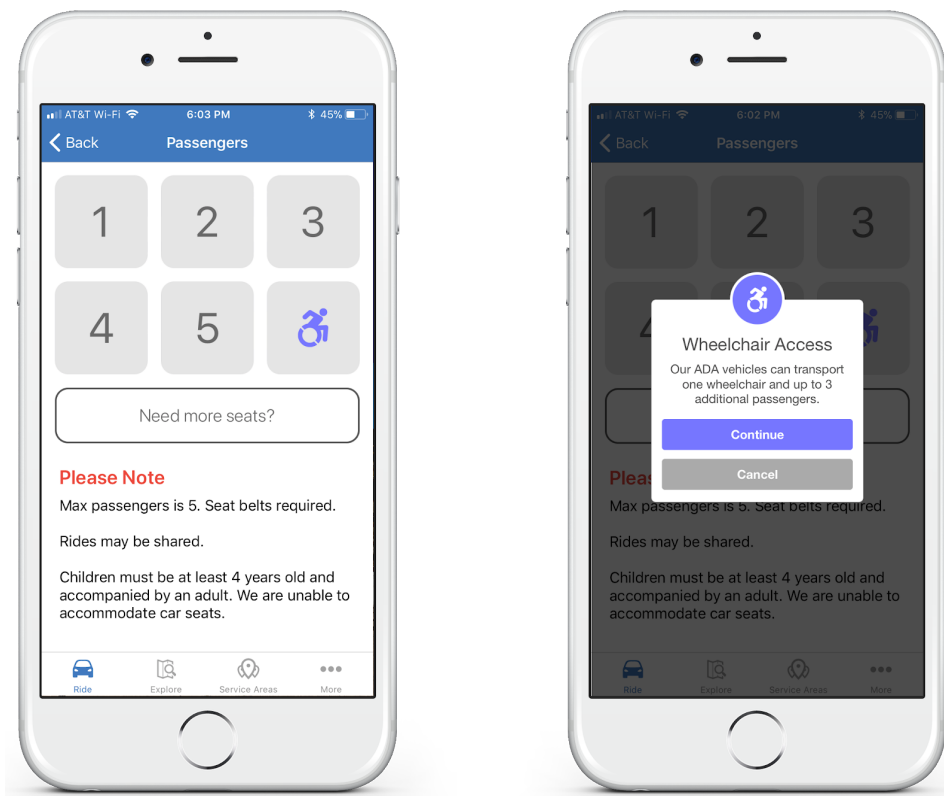 AT&T Wi-Fi 6:03 PM 45%
Back Passengers
1 2 3
4 5
Need more seats?
Please Note
Max passengers is 5. Seat belts required.
Rides may be shared.
Children must be at least 4 years old and
accompanied by an adult. We are unable to
accommodate car seats.
Ride Explore Service Areas More
AT&T Wi-Fi 6:02 PM 45%
Back Passengers
1 2 3
4
Wheelchair Access
Our ADA vehicles can transport
one wheelchair and up to 3
additional passengers.
Continue
Cancel
Max passengers is 5. Seat belts required.
Rides may be shared.
Children must be at least 4 years old and
accompanied by an adult. We are unable to
accommodate car seats.
Ride Explore Service Areas More